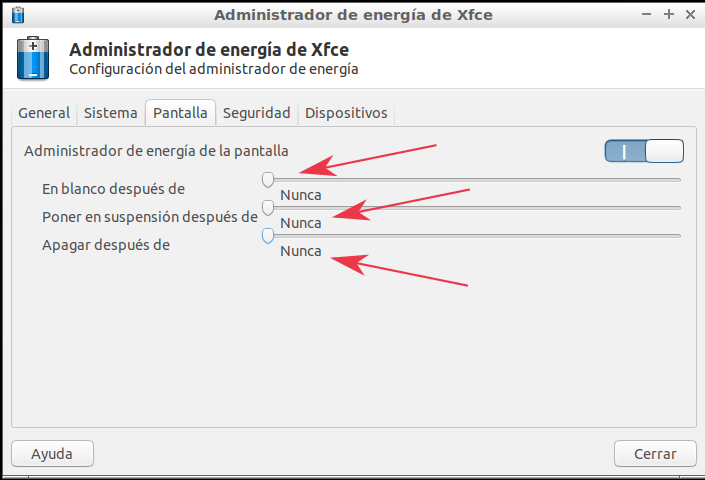 Administrador de energía de Xfce
Administrador de energía de Xfce
Configuración del administrador de energía
General Sistema Pantalla Seguridad Dispositivos
Administrador de energía de la pantalla
En blanco después de
Nunca
Poner en suspensión después de
Nunca
Apagar después de
Nunca
Ayuda Cerrar